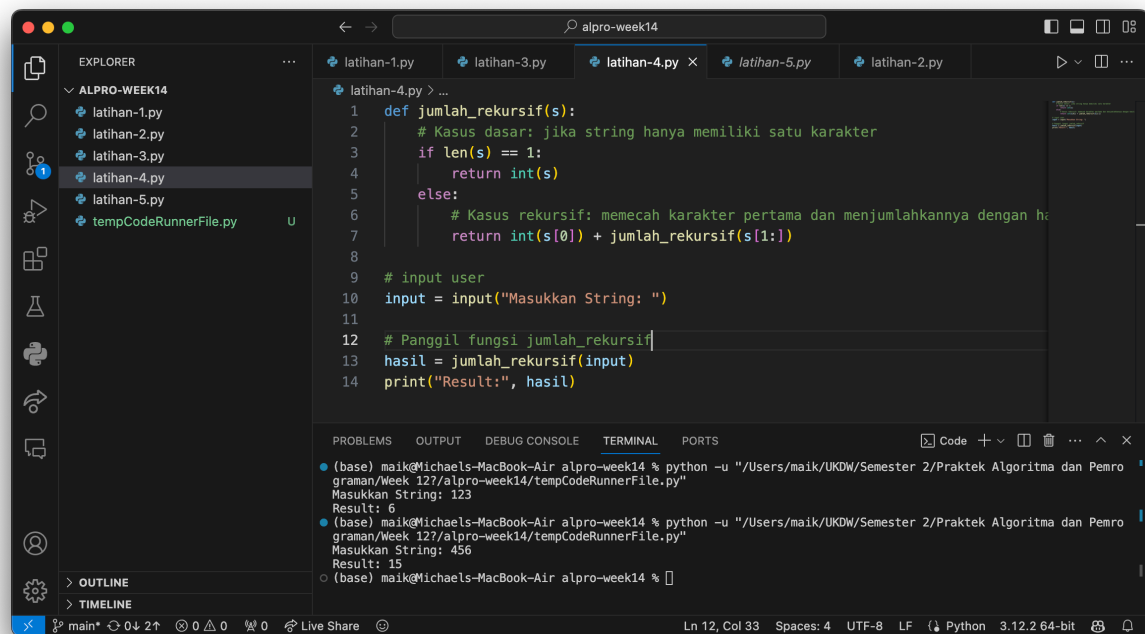 alpro-week14
EXPLORER
latihan-1.py
latihan-3.py
latihan-4.py
latihan-5.py
latihan-2.py
ALPRO-WEEK14
latihan-1.py
latihan-2.py
latihan-3.py
latihan-4.py
latihan-5.py
tempCodeRunnerFile.py U
1
OUTLINE
TIMELINE
latihan-4.py > ...
1 def jumlah_rekursif(s):
2 # Kasus dasar: jika string hanya memiliki satu karakter
3 if len(s) == 1:
4 return int(s)
5 else:
6 # Kasus rekursif: memecah karakter pertama dan menjumlahkannya dengan ha
7 return int(s[0]) + jumlah_rekursif(s[1:])
8
9 # input user
10 input = input("Masukkan String: ")
11
12 # Panggil fungsi jumlah_rekursif
13 hasil = jumlah_rekursif(input)
14 print("Result:", hasil)
PROBLEMS OUTPUT DEBUG CONSOLE TERMINAL PORTS Code
(base) maik@Michaels-MacBook-Air alpro-week14 % python -u "/Users/maik/UKDW/Semester 2/Praktek Algoritma dan Pemro
graman/Week 12?/alpro-week14/tempCodeRunnerFile.py"
Masukkan String: 123
Result: 6
(base) maik@Michaels-MacBook-Air alpro-week14 % python -u "/Users/maik/UKDW/Semester 2/Praktek Algoritma dan Pemro
graman/Week 12?/alpro-week14/tempCodeRunnerFile.py"
Masukkan String: 456
Result: 15
(base) maik@Michaels-MacBook-Air alpro-week14 %
main* 0↓ 2↑ 0 0 0 Live Share Ln 12, Col 33 Spaces: 4 UTF-8 LF Python 3.12.2 64-bit